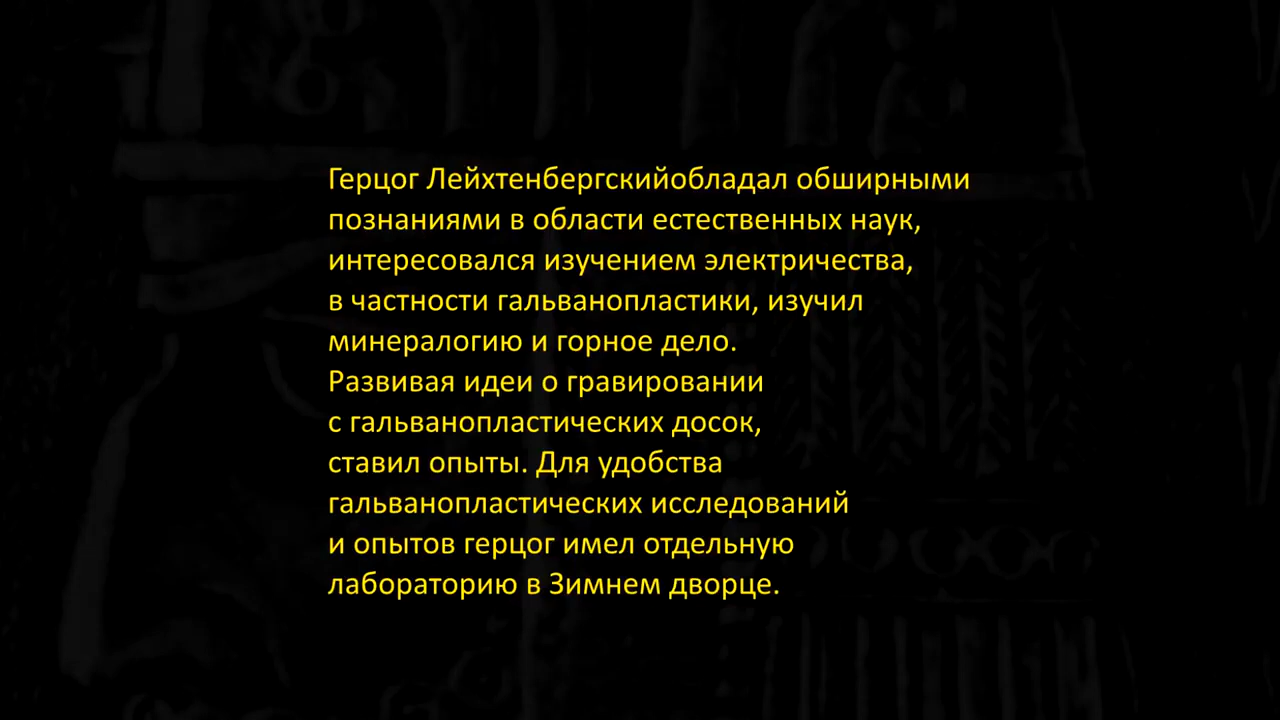 Герцог Лейхтенбергскийобладал обширными
познаниями в области естественных наук,
интересовался изучением электричества,
в частности гальванопластики, изучил
минералогию и горное дело.
Развивая идеи о гравировании
с гальванопластических досок,
ставил опыты. Для удобства
гальванопластических исследований
и опытов герцог имел отдельную
лабораторию в Зимнем дворце.